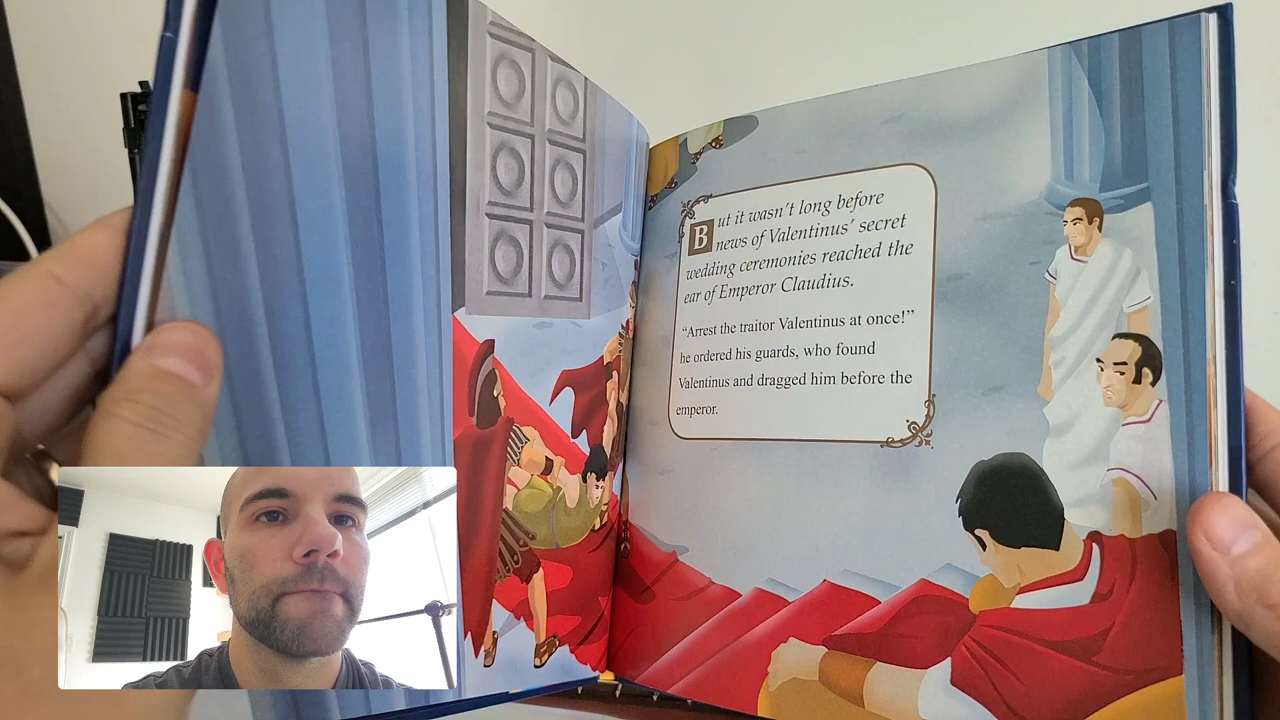 But it wasn't long before
news of Valentinus' secret
wedding ceremonies reached the
ear of Emperor Claudius.
“Arrest the traitor Valentinus at once!”
he ordered his guards, who found
Valentinus and dragged him before the
emperor.